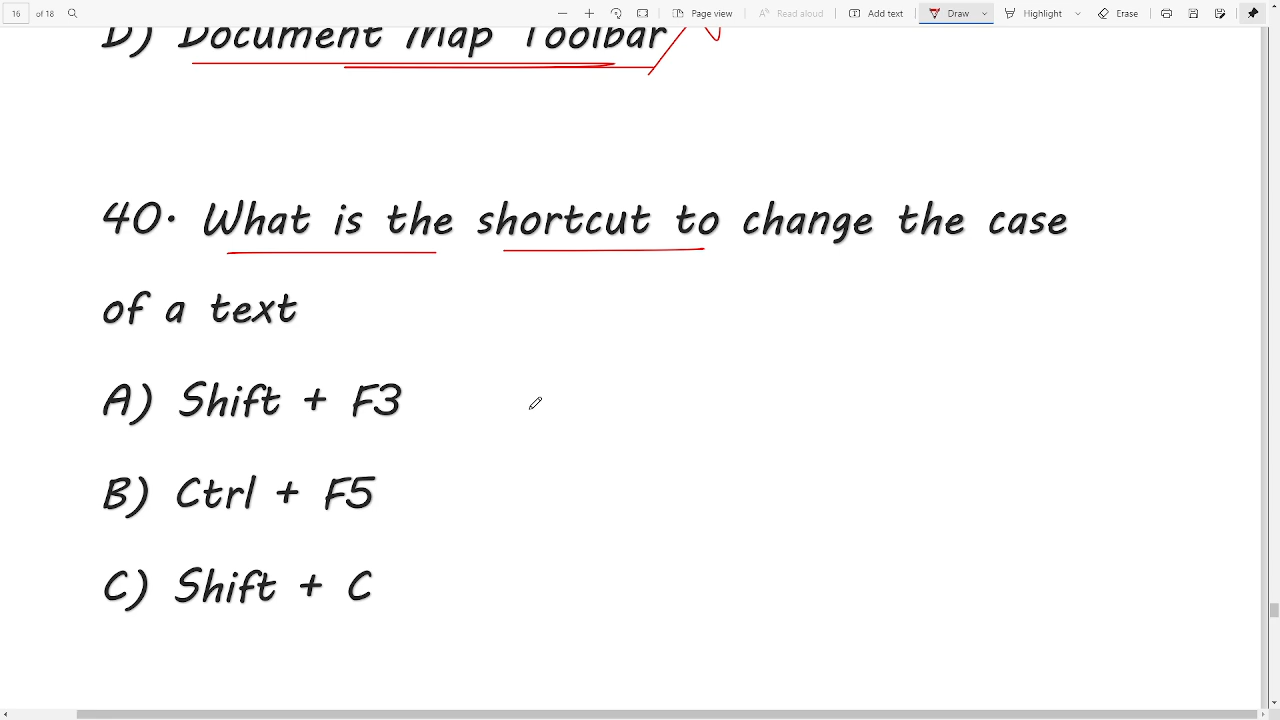 16 of 18 Page view Read aloud Add text Draw Highlight Erase
D) Document Map Toolbar
40. What is the shortcut to change the case
of a text
A) Shift + F3
B) Ctrl + F5
C) Shift + C